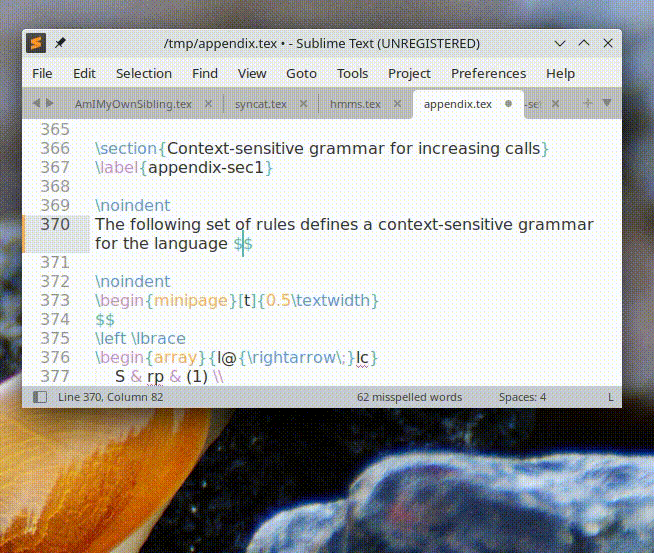 /tmp/appendix.tex • - Sublime Text (UNREGISTERED)
File Edit Selection Find View Goto Tools Project Preferences Help
AmIMyOwnSibling.tex syncat.tex hmms.tex appendix.tex
365
366 \section{Context-sensitive grammar for increasing calls}
367 \label{appendix-sec1}
368
369 \noindent
370 The following set of rules defines a context-sensitive grammar
for the language $$
371
372 \noindent
373 \begin{minipage}[t]{0.5\textwidth}
374 $$
375 \left \lbrace
376 \begin{array}{l@{\rightarrow\;}lc}
377 S & rp & (1) \\
Line 370, Column 82 62 misspelled words Spaces: 4 L